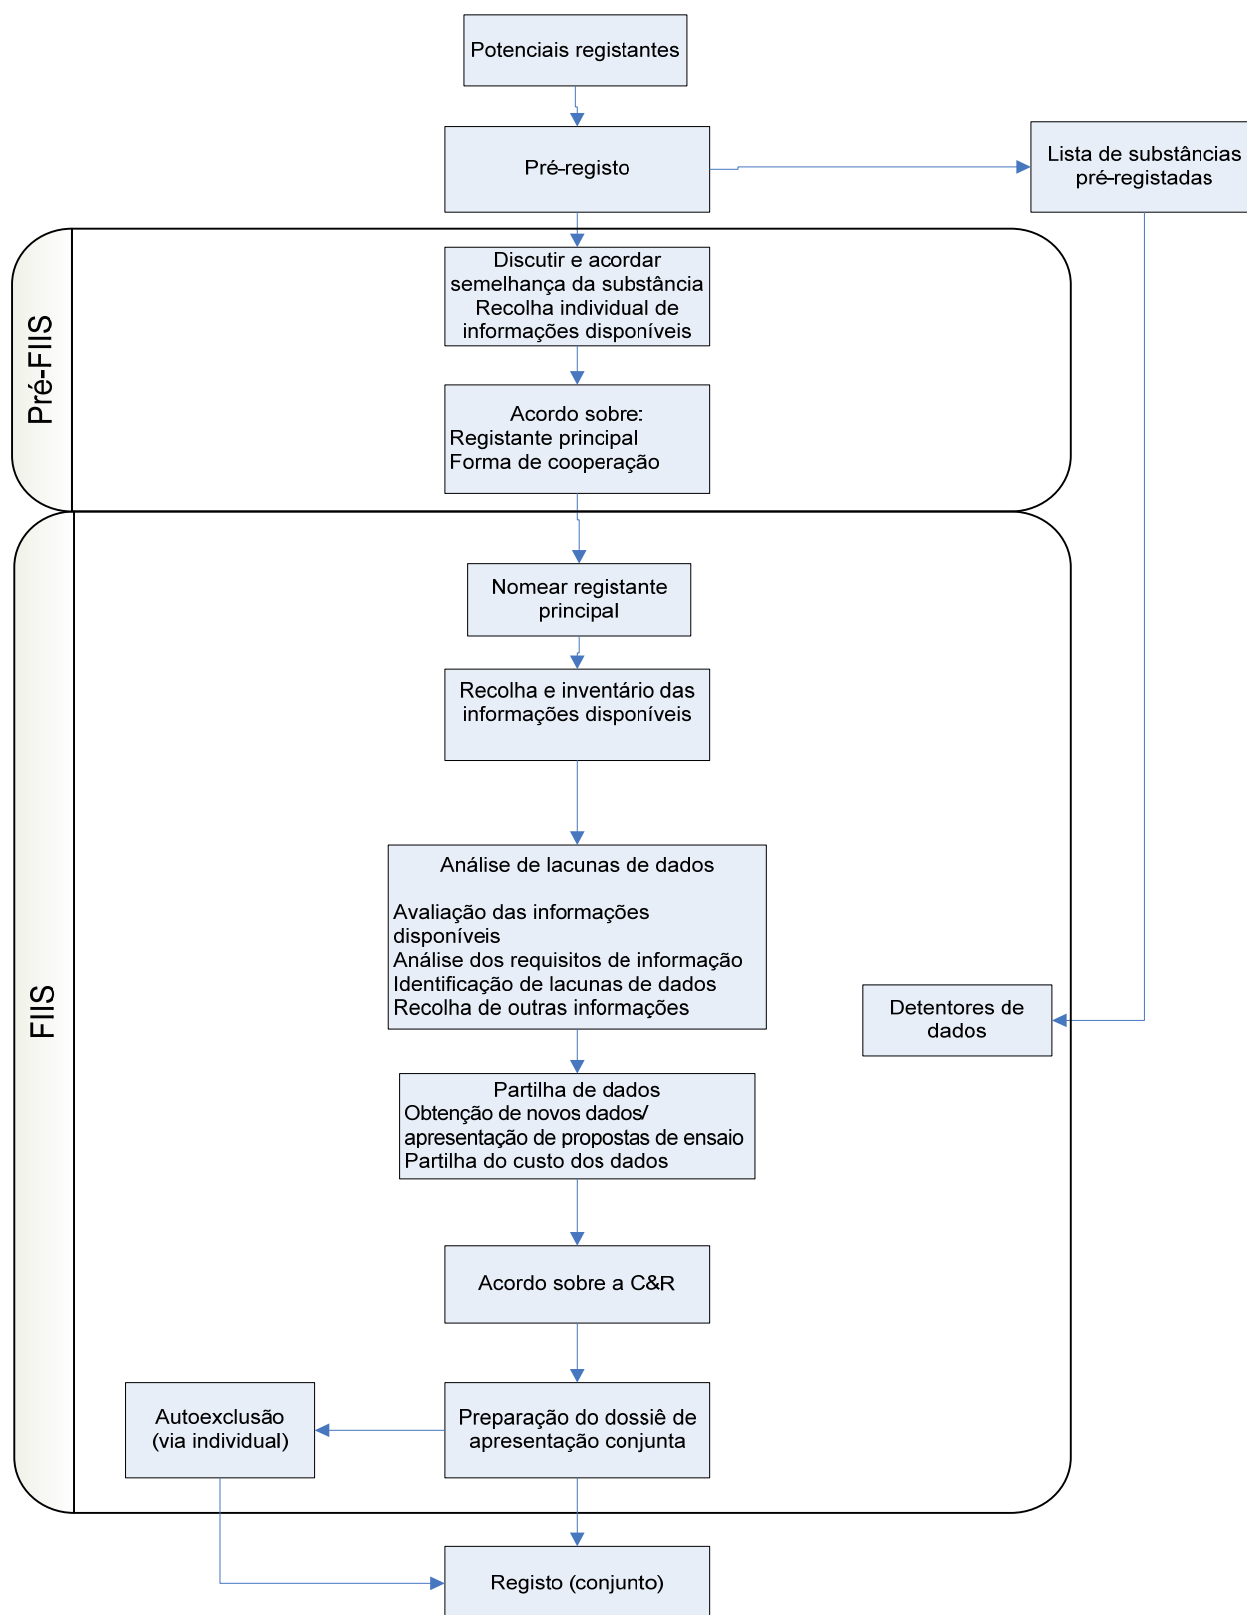 Potenciais registantes
Pré-registo
Lista de substâncias
pré-registadas
Pré-FIIS
Discutir e acordar
semelhança da substância
Recolha individual de
informações disponíveis
Acordo sobre:
Registante principal
Forma de cooperação
FIIS
Nomear registante
principal
Recolha e inventário das
informações disponíveis
Análise de lacunas de dados
Avaliação das informações
disponíveis
Análise dos requisitos de informação
Identificação de lacunas de dados
Recolha de outras informações
Detentores de
dados
Partilha de dados
Obtenção de novos dados/
apresentação de propostas de ensaio
Partilha do custo dos dados
Acordo sobre a C&R
Autoexclusão
(via individual)
Preparação do dossiê de
apresentação conjunta
Registo (conjunto)